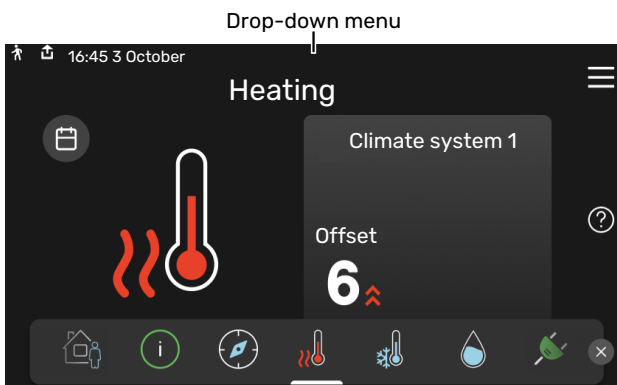 Drop-down menu
16:45 3 October
Heating
Climate system 1
Offset
6